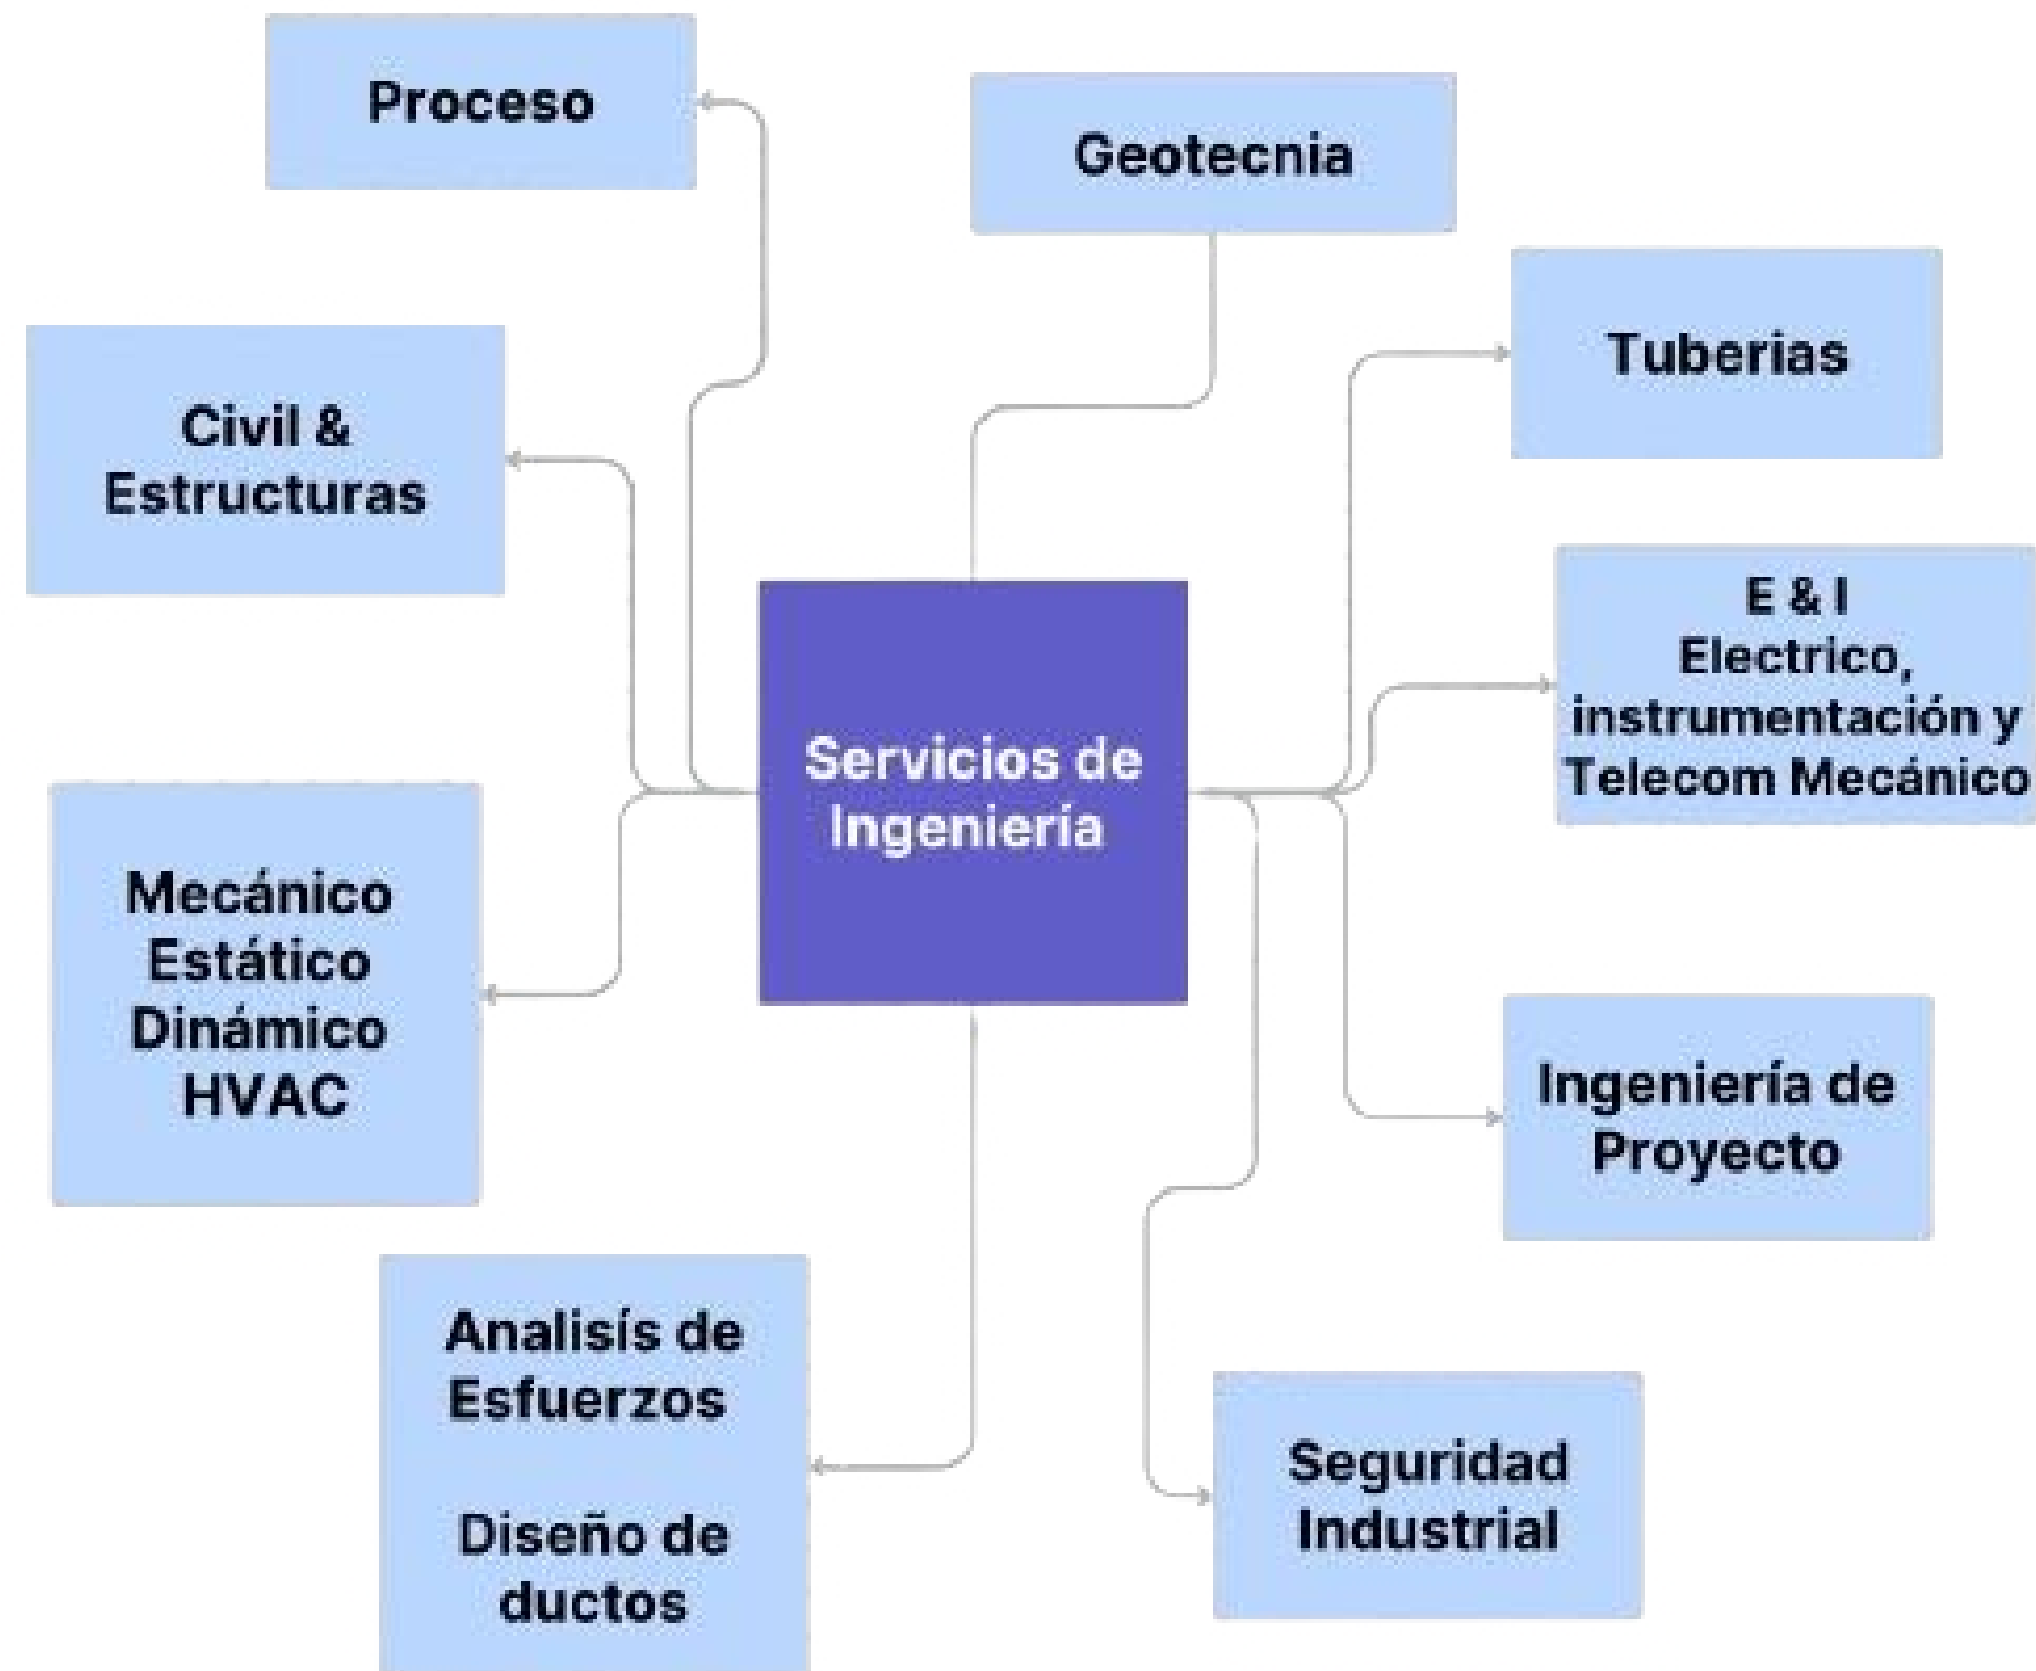 Proceso
Geotecnia
Tuberias
Civil &
Estructuras
E & I
Electrico,
instrumentación y
Telecom Mecánico
Servicios de
Ingeniería
Mecánico
Estático
Dinámico
HVAC
Ingeniería de
Proyecto
Analisís de
Esfuerzos
Diseño de
ductos
Seguridad
Industrial